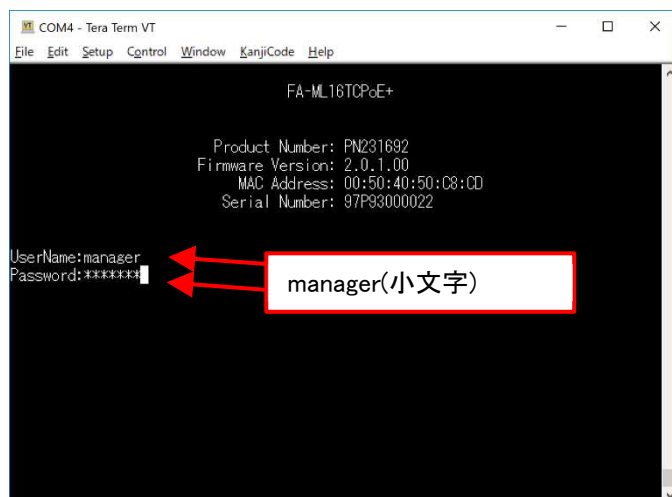 COM4 - Tera Term VT
File Edit Setup Control Window KanjiCode Help
FA-ML16TCPoE+
Product Number: PN231692
Firmware Version: 2.0.1.00
MAC Address: 00:50:40:50:C8:CD
Serial Number: 97P93000022
UserName:manager
Password:*******
manager(小文字)